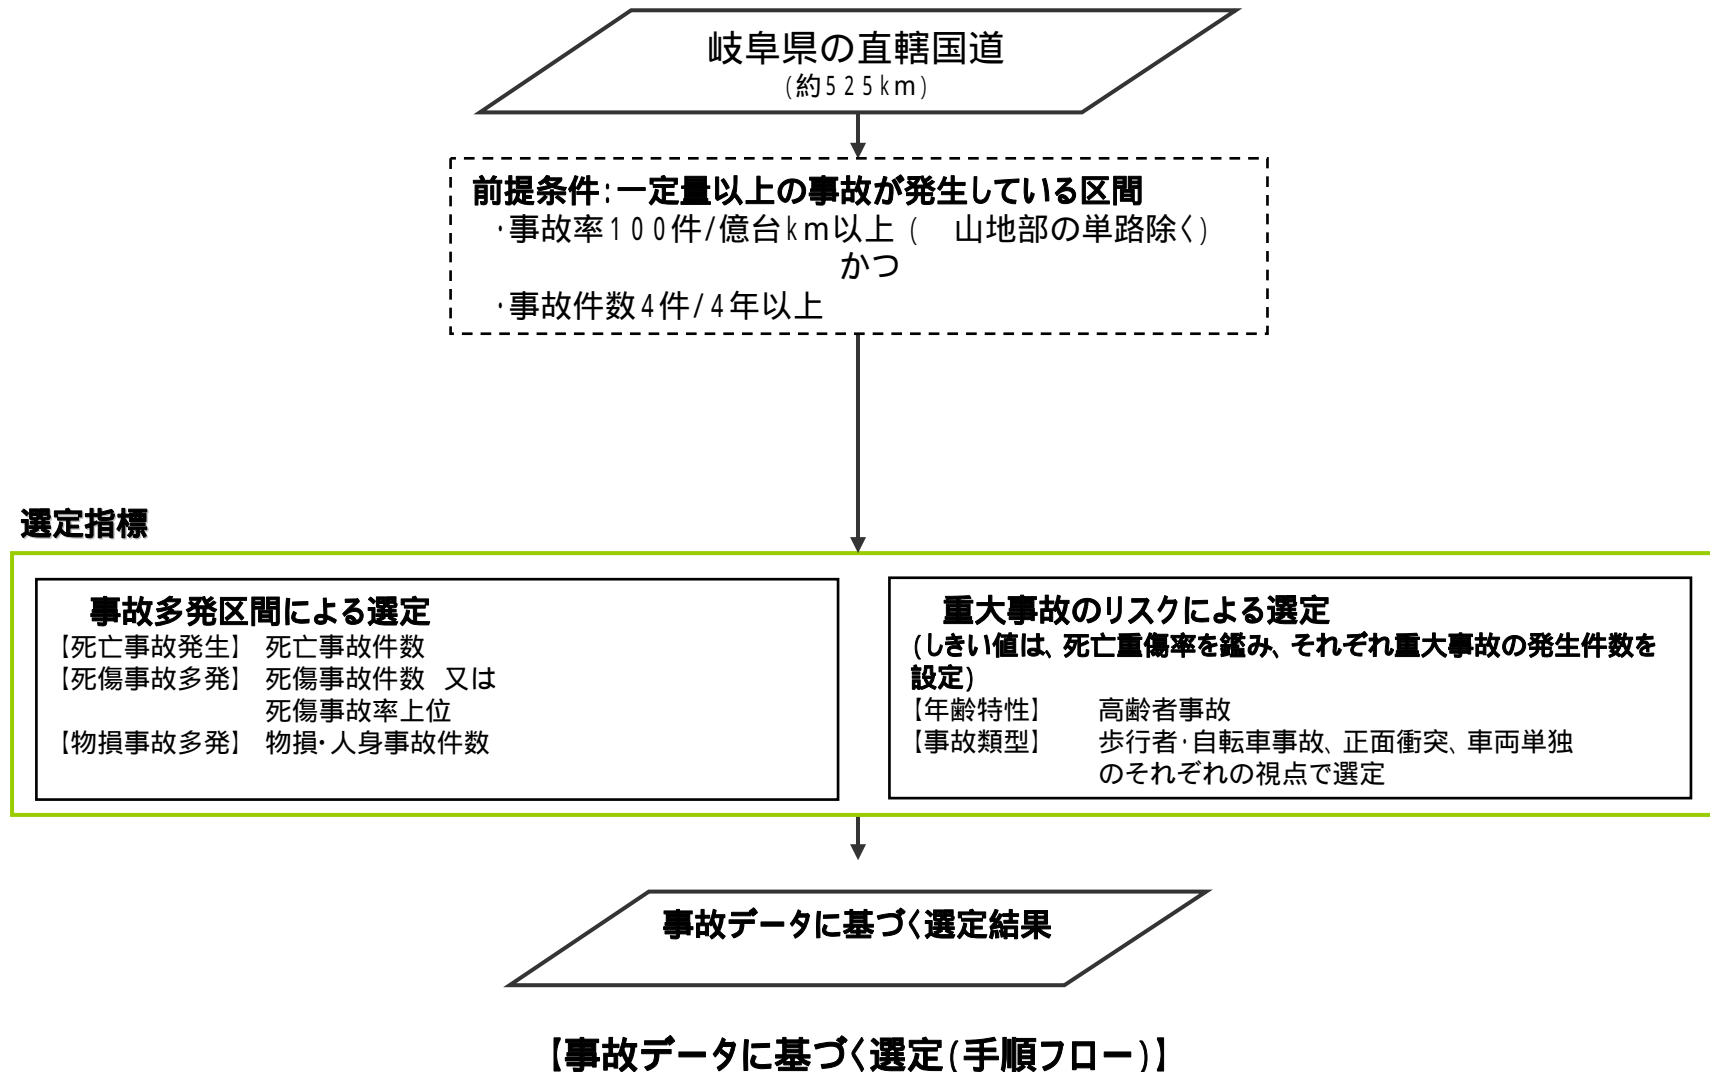 岐阜県の直轄国道
(約525km)
前提条件:一定量以上の事故が発生している区間
・事故率100件/億台km以上( 山地部の単路除く)
かつ
・事故件数4件/4年以上
選定指標
事故多発区間による選定
【死亡事故発生】 死亡事故件数
【死傷事故多発】 死傷事故件数 又は
死傷事故率上位
【物損事故多発】 物損・人身事故件数
重大事故のリスクによる選定
(しきい値は、死亡重傷率を鑑み、それぞれ重大事故の発生件数を
設定)
【年齢特性】 高齢者事故
【事故類型】 歩行者・自転車事故、正面衝突、車両単独
のそれぞれの視点で選定
事故データに基づく選定結果
【事故データに基づく選定(手順フロー)】